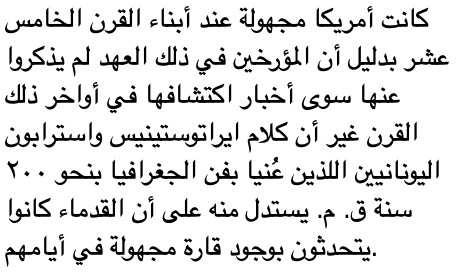 كانت أمريكا مجهولة عند أبناء القرن الخامس
عشر بدليل أن المؤرخين في ذلك العهد لم يذكروا
عنها سوى أخبار اكتشافها في أواخر ذلك
القرن غير أن كلام ايراتوستينيس واسترابون
اليونانيين اللذين عُنيا بفن الجغرافيا بنحو ٢٠٠
سنة ق. م. يستدل منه على أن القدماء كانوا
يتحدثون بوجود قارة مجهولة في أيامهم.